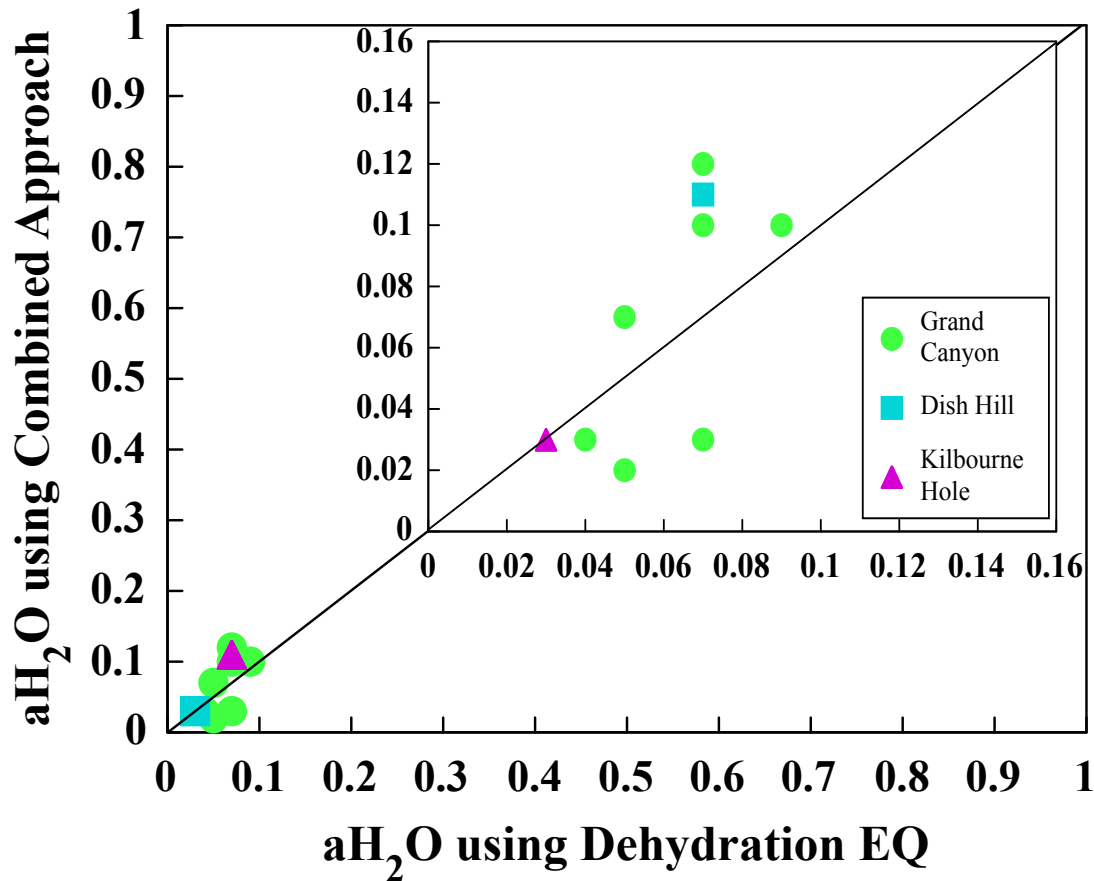 aH₂O using Combined Approach
1
0.9
0.8
0.7
0.6
0.5
0.4
0.3
0.2
0.1
0
0.16
0.14
0.12
0.1
0.08
0.06
0.04
0.02
0
0 0.02 0.04 0.06 0.08 0.1 0.12 0.14 0.16
Grand
Canyon
Dish Hill
Kilbourne
Hole
0 0.1 0.2 0.3 0.4 0.5 0.6 0.7 0.8 0.9 1
aH₂O using Dehydration EQ